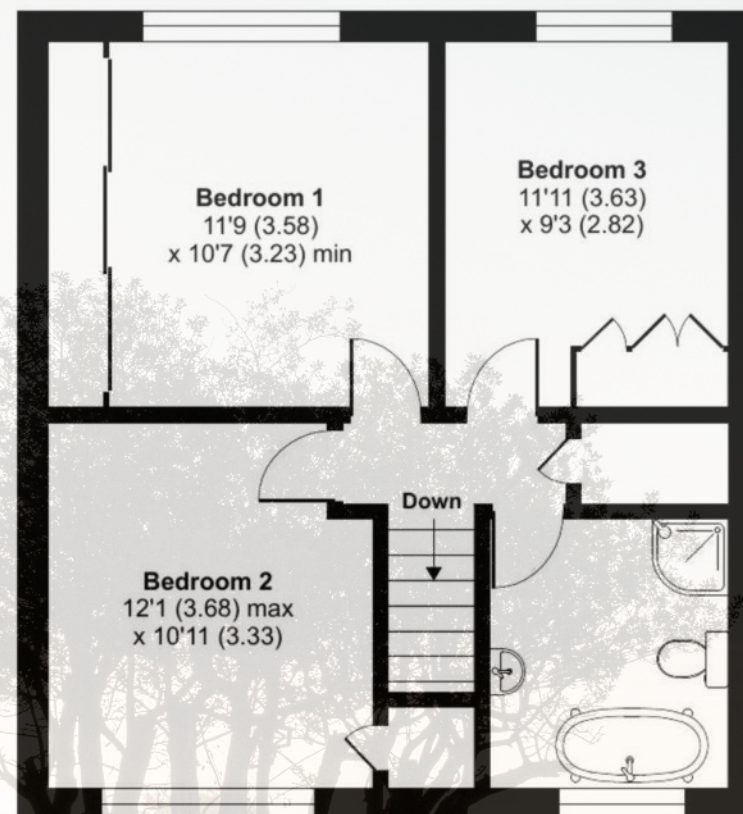 Bedroom 1
11'9 (3.58)
x 10'7 (3.23) min
Bedroom 3
11'11 (3.63)
x 9'3 (2.82)
Down
Bedroom 2
12'1 (3.68) max
x 10'11 (3.33)